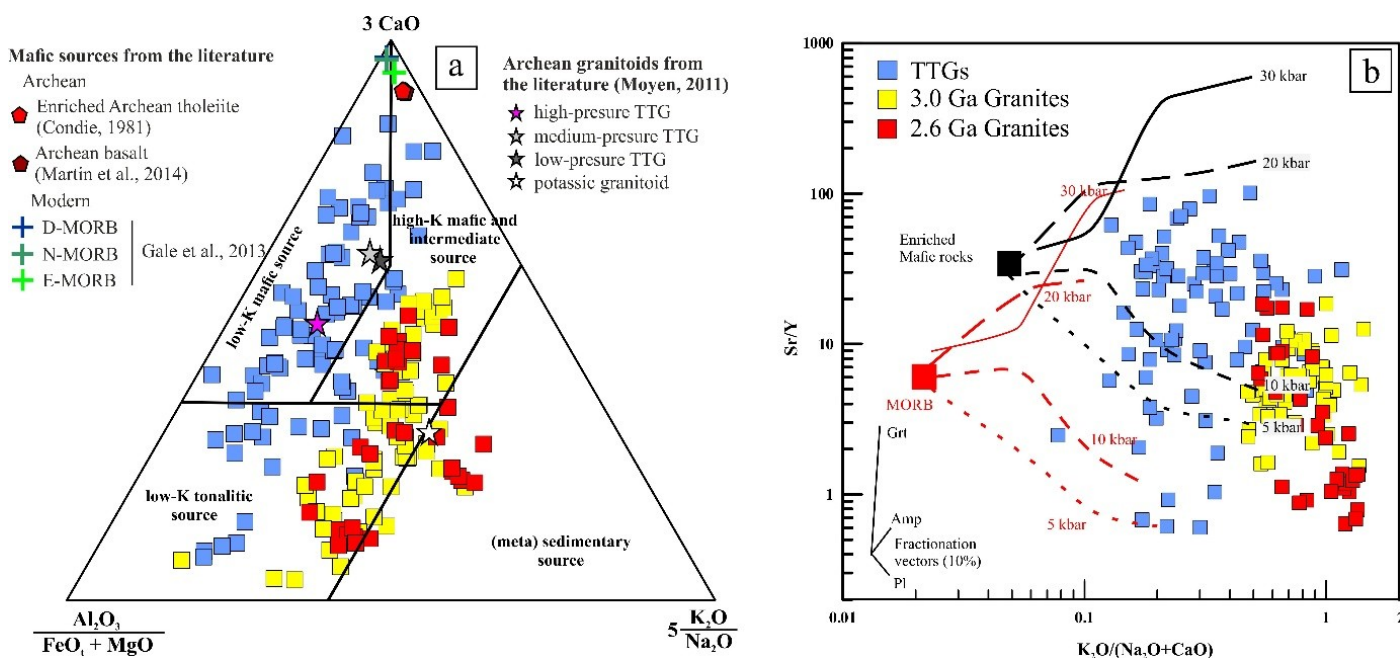 3 CaO
a
Mafic sources from the literature
Archean
Enriched Archean tholeiite
(Condie, 1981)
Archean basalt
(Martin et al., 2014)
Modern
D-MORB
N-MORB
E-MORB
Gale et al., 2013
Archean granitoids from
the literature (Moyen, 2011)
high-presure TTG
medium-presure TTG
low-presure TTG
potassic granitoid
low-K mafic source
high-K mafic and
intermediate source
low-K tonalitic
source
(meta) sedimentary
source
Al₂O₃
FeOₜ + MgO
5 K₂O
Na₂O
b
TTGs
3.0 Ga Granites
2.6 Ga Granites
1000
100
10
1
Sr/Y
30 kbar
20 kbar
30 kbar
Enriched
Mafic rocks
20 kbar
MORB
10 kbar
5 kbar
10 kbar
5 kbar
Grt
Amp
Fractionation
vectors (10%)
Pl
0.01
0.1
1
2
K₂O/(Na₂O+CaO)